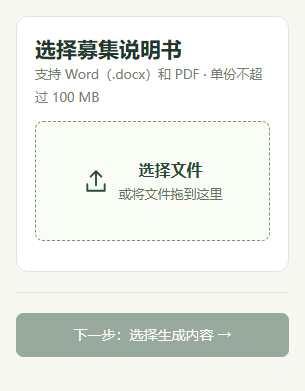 选择募集说明书
支持 Word（.docx）和 PDF · 单份不超
过 100 MB
选择文件
或将文件拖到这里
下一步：选择生成内容 →